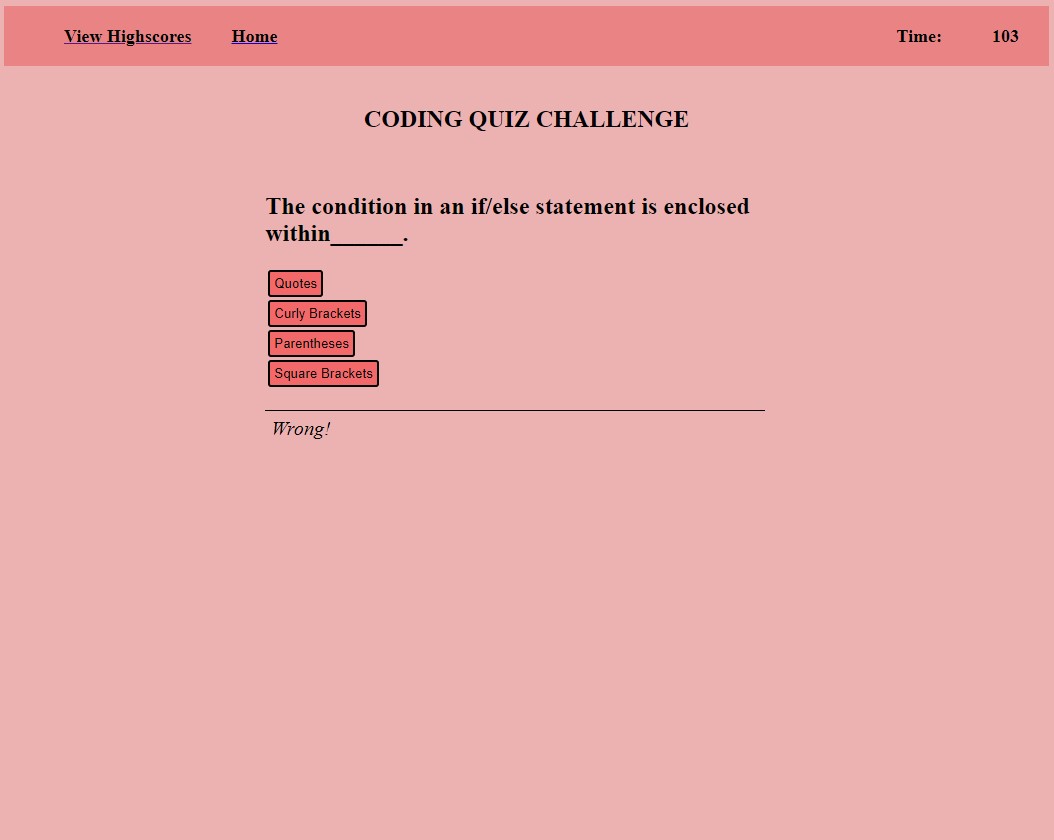 View Highscores Home Time: 103
CODING QUIZ CHALLENGE
The condition in an if/else statement is enclosed
within______.
Quotes
Curly Brackets
Parentheses
Square Brackets
Wrong!